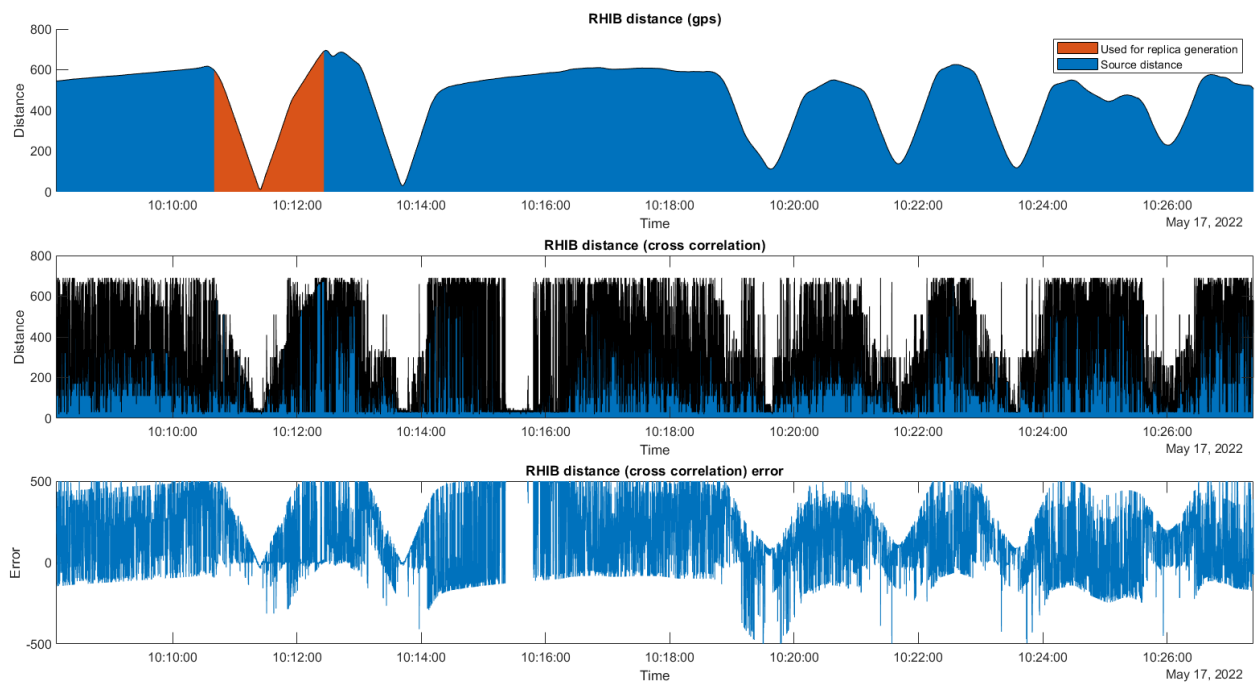 RHIB distance (gps)
800
600
400
200
0
Distance
Used for replica generation
Source distance
10:10:00 10:12:00 10:14:00 10:16:00 10:18:00 10:20:00 10:22:00 10:24:00 10:26:00
Time
May 17, 2022
RHIB distance (cross correlation)
800
600
400
200
0
Distance
10:10:00 10:12:00 10:14:00 10:16:00 10:18:00 10:20:00 10:22:00 10:24:00 10:26:00
Time
May 17, 2022
RHIB distance (cross correlation) error
500
0
-500
Error
10:10:00 10:12:00 10:14:00 10:16:00 10:18:00 10:20:00 10:22:00 10:24:00 10:26:00
Time
May 17, 2022